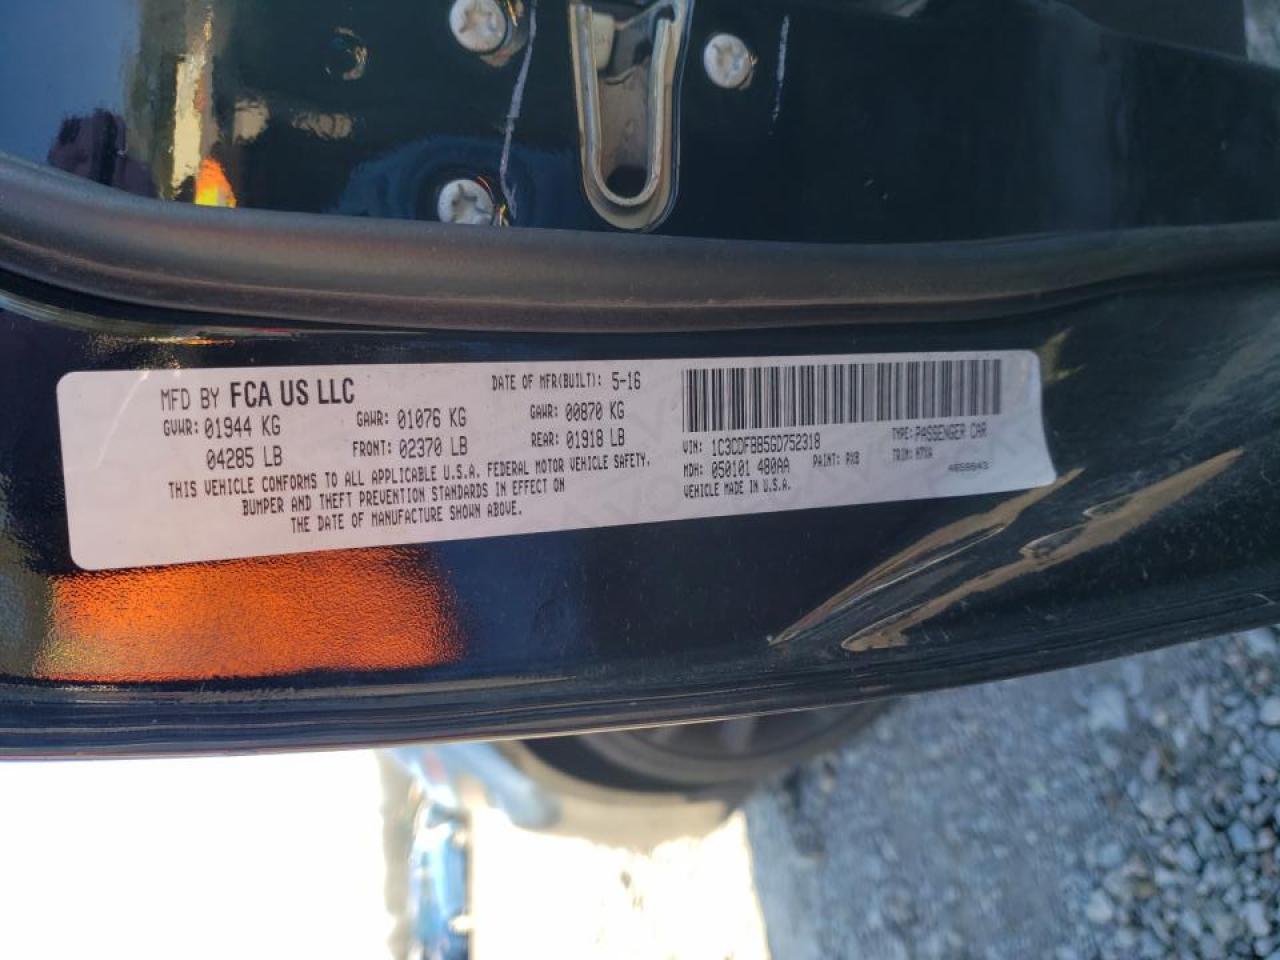 MFD BY FCA US LLC
DATE OF MFR(BUILT): 5-16
GVWR: 01944 KG
GAWR: 01076 KG
GAWR: 00870 KG
04285 LB
FRONT: 02370 LB
REAR: 01918 LB
THIS VEHICLE CONFORMS TO ALL APPLICABLE U.S.A. FEDERAL MOTOR VEHICLE SAFETY,
BUMPER AND THEFT PREVENTION STANDARDS IN EFFECT ON
THE DATE OF MANUFACTURE SHOWN ABOVE.
VIN: 1C3CDFBB5GD752318
TYPE: PASSENGER CAR
MDH: 050101 480AA
PAINT: PX8
TRIM:
VEHICLE MADE IN U.S.A.